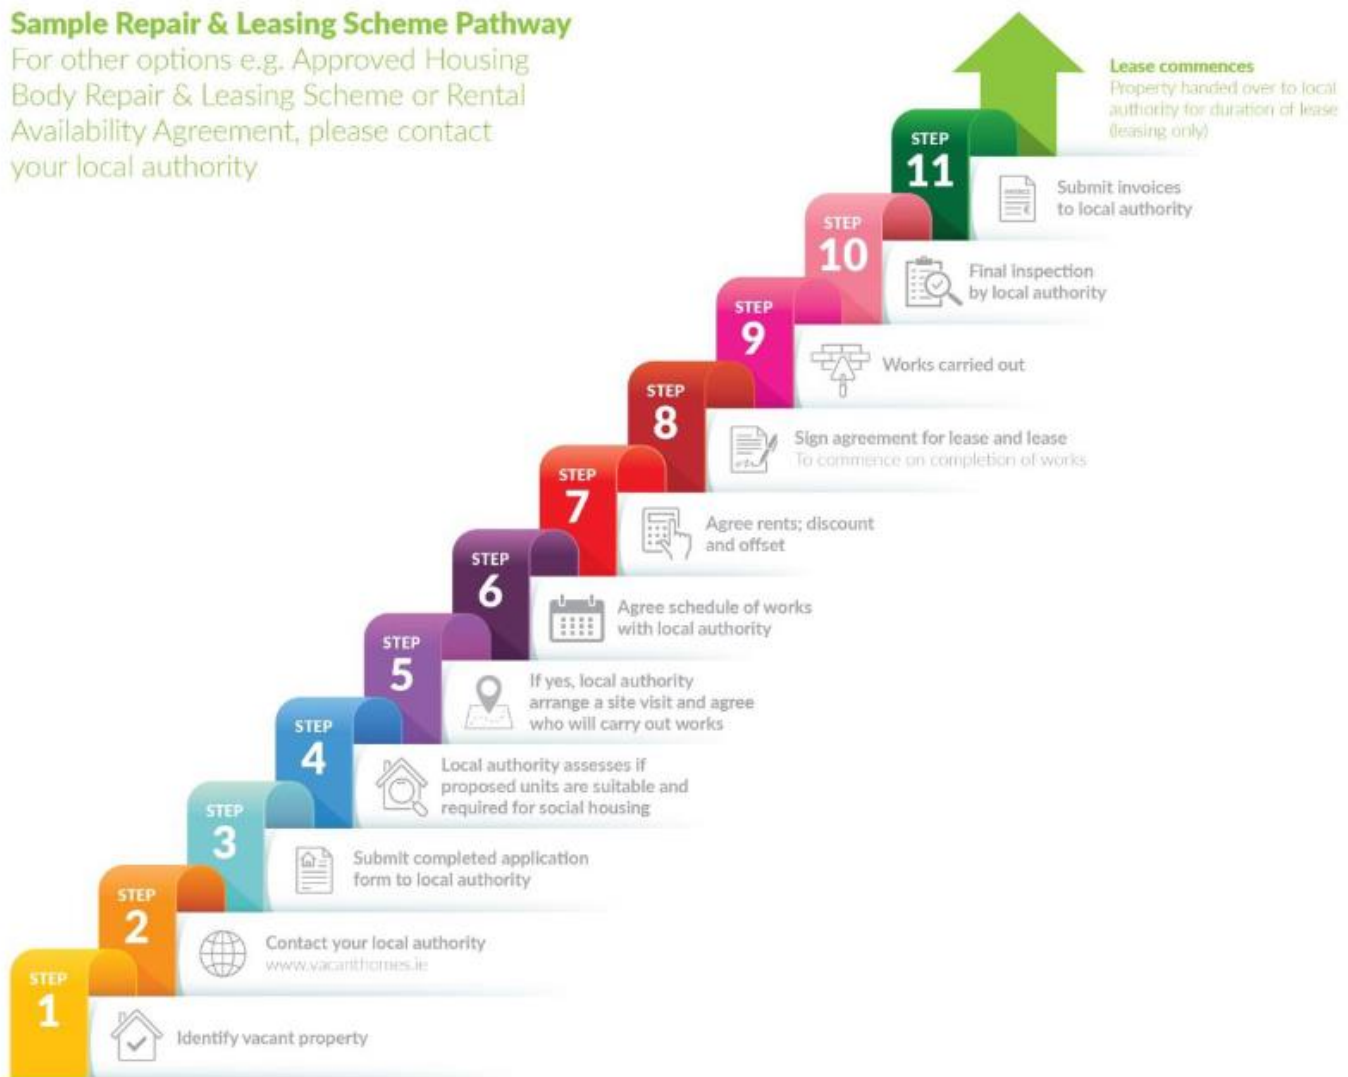 Sample Repair & Leasing Scheme Pathway
For other options e.g. Approved Housing
Body Repair & Leasing Scheme or Rental
Availability Agreement, please contact
your local authority
Lease commences
Property handed over to local
authority for duration of lease
(leasing only)
STEP
11
Submit invoices
to local authority
STEP
10
Final inspection
by local authority
STEP
9
Works carried out
STEP
8
Sign agreement for lease and lease
To commence on completion of works
STEP
7
Agree rents; discount
and offset
STEP
6
Agree schedule of works
with local authority
STEP
5
If yes, local authority
arrange a site visit and agree
who will carry out works
STEP
4
Local authority assesses if
proposed units are suitable and
required for social housing
STEP
3
Submit completed application
form to local authority
STEP
2
Contact your local authority
www.vacanthomes.ie
STEP
1
Identify vacant property